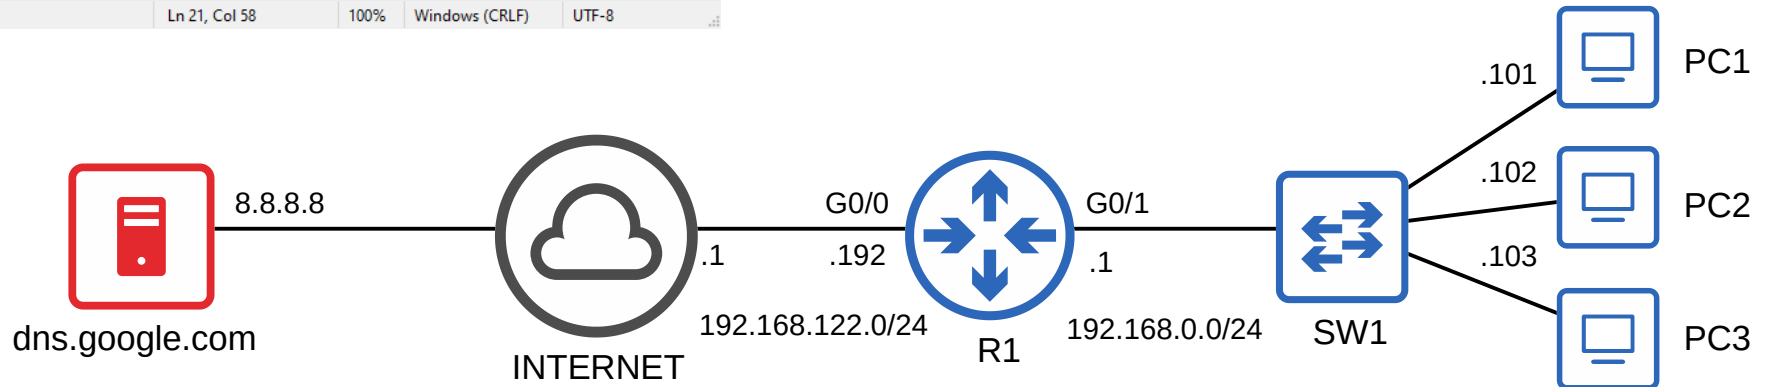 Ln 21, Col 58 100% Windows (CRLF) UTF-8
PC1
.101
.102
PC2
8.8.8.8
G0/0
G0/1
.1
.192
.1
.103
dns.google.com
INTERNET
192.168.122.0/24
R1
192.168.0.0/24
SW1
PC3